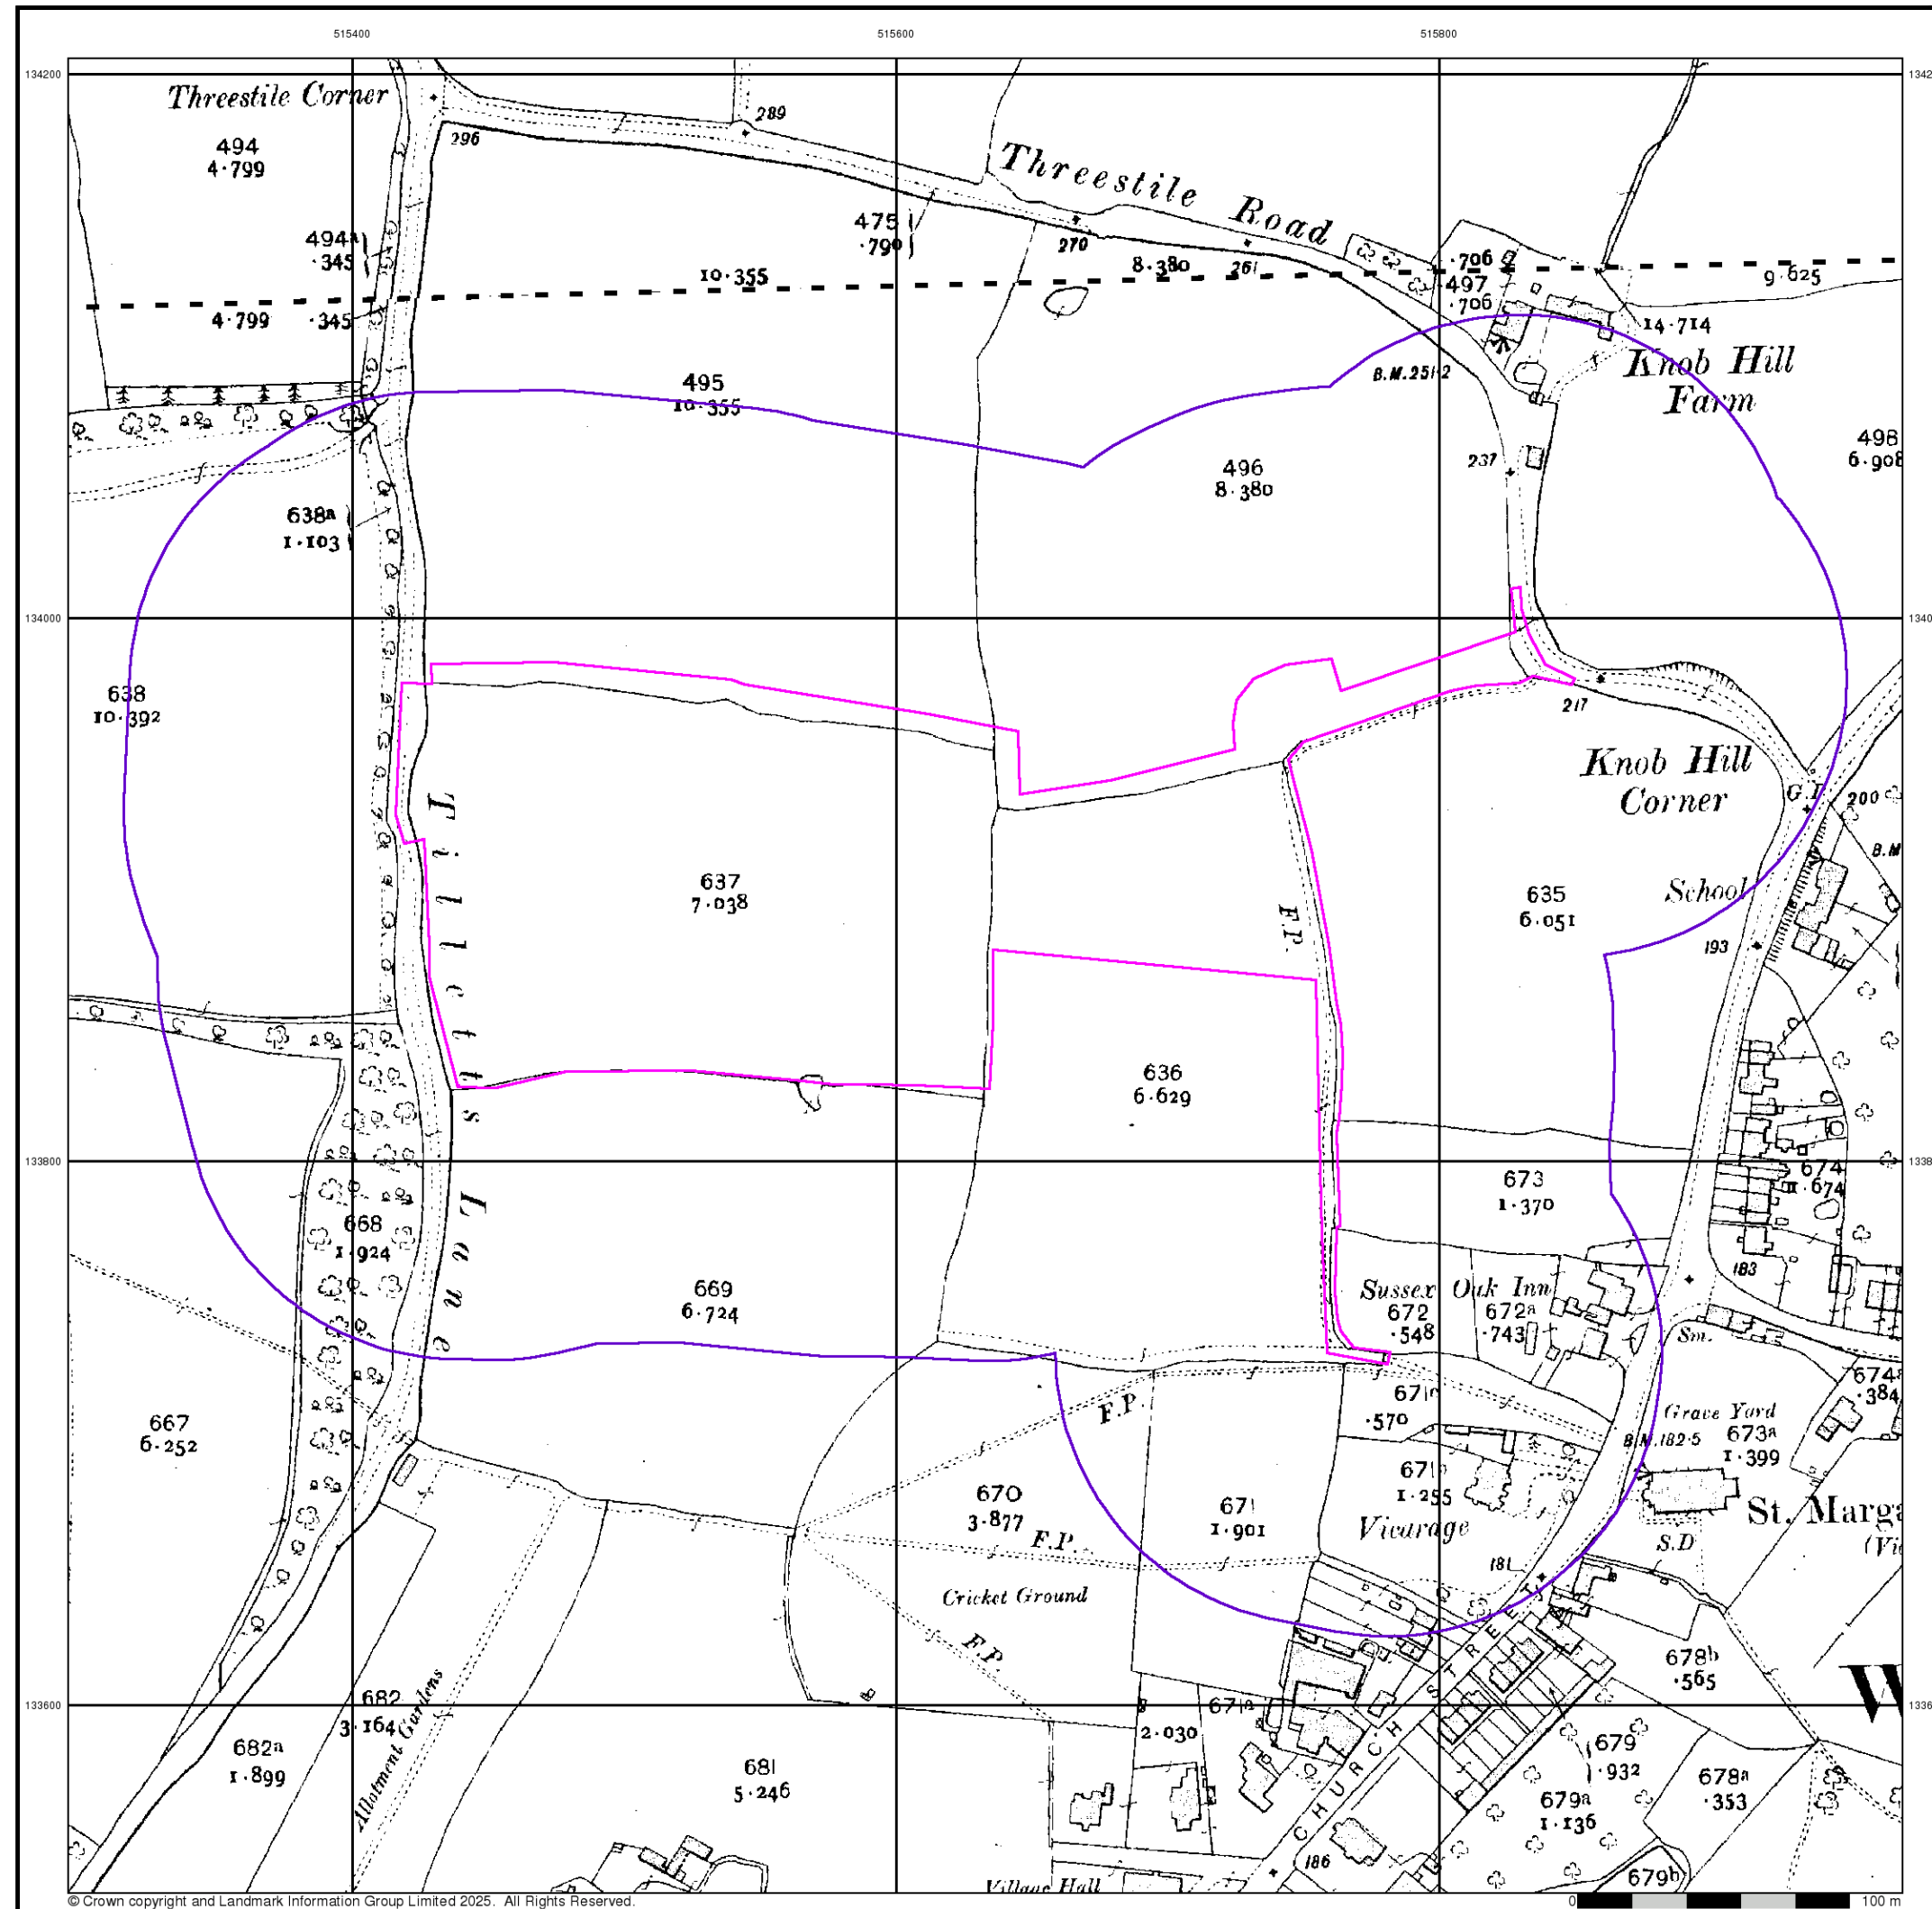 515400 515600 515800
134200
Threestile Corner
494
4·799
296
289
Threestile Road
475
·790
270
261
494a
·345
10·355
8·380
·706
497
·706
9·625
4·799
·345
14·714
Knob Hill
Farm
495
10·355
B.M.251·2
496
8·380
237
498
6·908
638a
1·103
134000
638
10·392
217
Knob Hill
Corner
200
B.M
Tilletts Lane
637
7·038
F.P.
635
6·051
School
193
636
6·629
133800
673
1·370
674
11·674
668
1·924
669
6·724
Sussex Oak Inn
672
·548
672a
·743
183
Sm.
674a
·384
667
6·252
F.P.
·570
Grave Yard
B.M.182·5
673a
1·399
670
3·877
671
1·901
671b
1·255
Vicarage
St. Marga
(Vi
S.D
F.P.
181
Cricket Ground
F.P.
CHURCH STREET
678b
·565
W
133600
682
3·164
Allotment Gardens
671a
2·030
682a
1·899
681
5·246
679
·932
679a
1·136
678a
·353
186
679b
Village Hall
© Crown copyright and Landmark Information Group Limited 2025. All Rights Reserved.
0 100 m